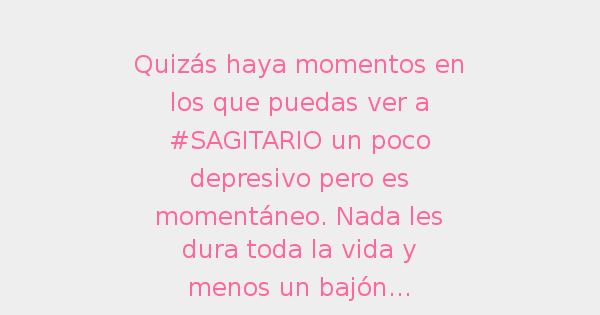 Quizás haya momentos en
los que puedas ver a
#SAGITARIO un poco
depresivo pero es
momentáneo. Nada les
dura toda la vida y
menos un bajón...